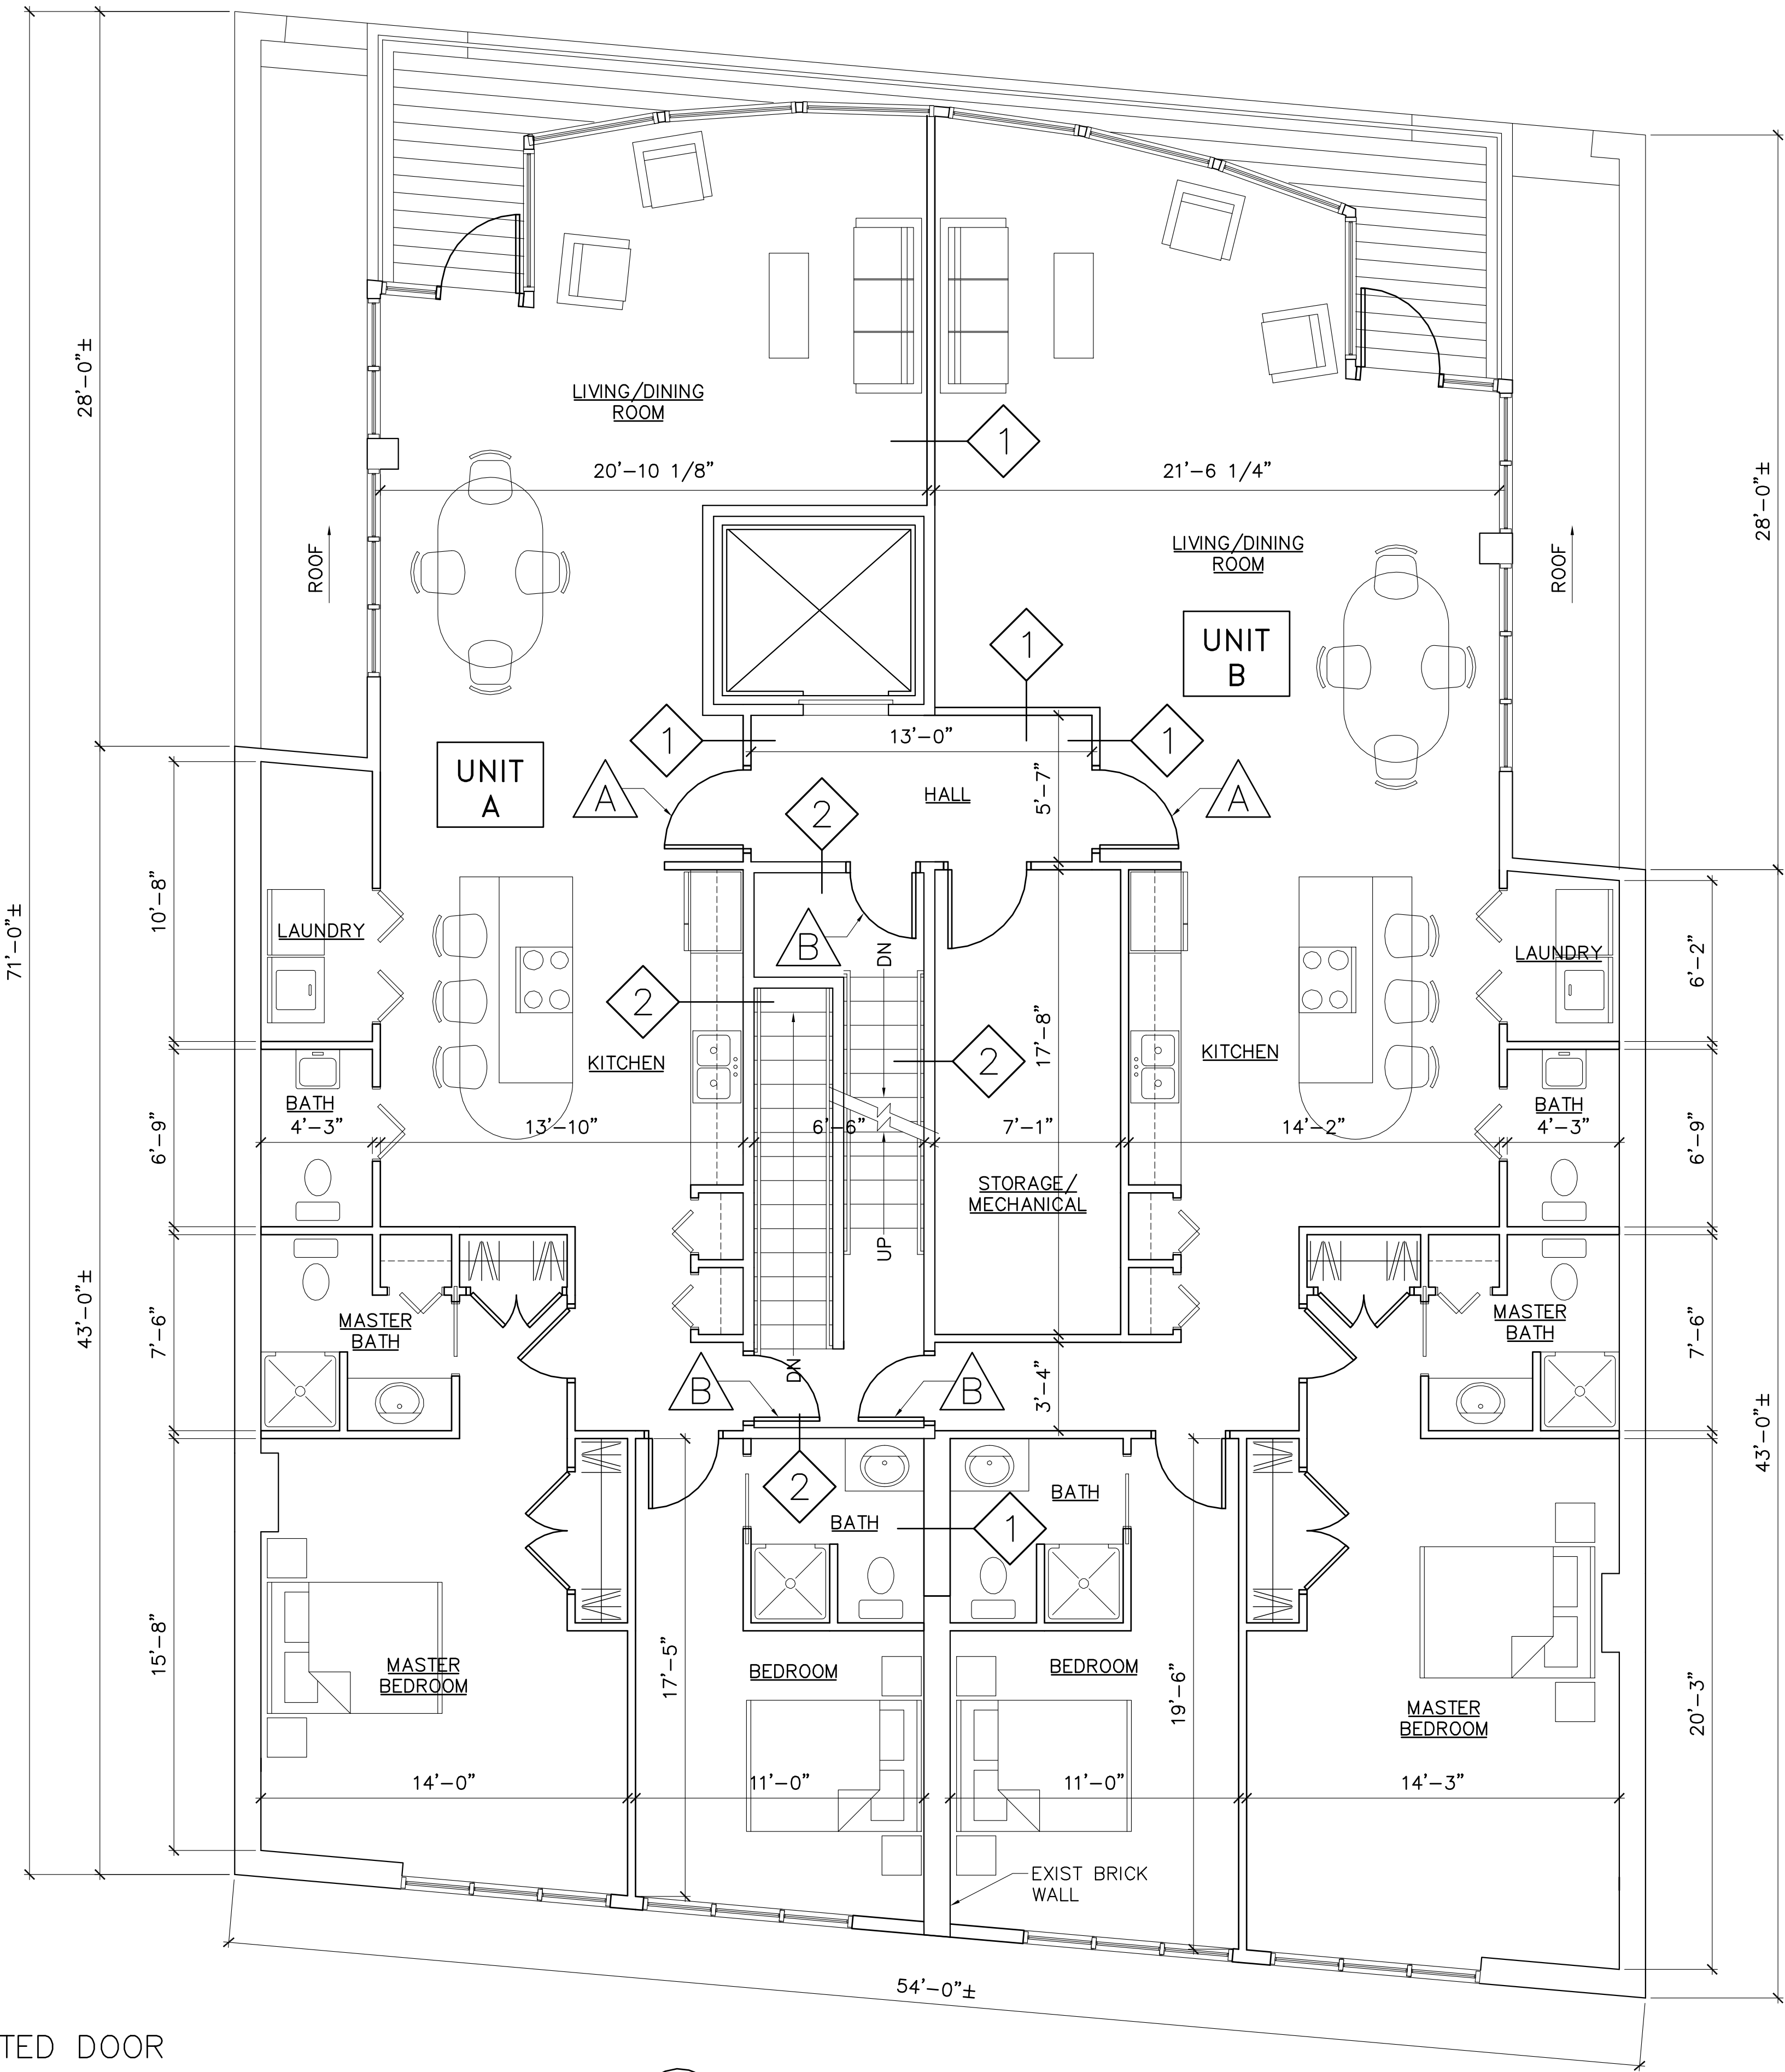 28'-0"±
71'-0"±
43'-0"±
LIVING/DINING
ROOM
1
20'-10 1/8"
21'-6 1/4"
28'-0"±
ROOF
LIVING/DINING
ROOM
ROOF
1
UNIT
B
1
13'-0"
1
UNIT
A
A
2
HALL
5'-7"
A
10'-8"
LAUNDRY
B
DN
LAUNDRY
6'-2"
2
KITCHEN
2
17'-8"
KITCHEN
BATH
4'-3"
13'-10"
6'-6"
7'-1"
14'-2"
BATH
4'-3"
6'-9"
6'-9"
STORAGE/
MECHANICAL
UP
MASTER
BATH
7'-6"
MASTER
BATH
7'-6"
DN
B
B
3'-4"
43'-0"±
2
BATH
1
BATH
15'-8"
MASTER
BEDROOM
17'-5"
BEDROOM
BEDROOM
19'-6"
MASTER
BEDROOM
20'-3"
14'-0"
11'-0"
11'-0"
14'-3"
EXIST BRICK
WALL
54'-0"±
TED DOOR